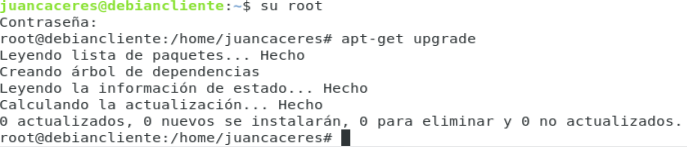 juancaceres@debiancliente:~$ su root
Contraseña:
root@debiancliente:/home/juancaceres# apt-get upgrade
Leyendo lista de paquetes... Hecho
Creando árbol de dependencias
Leyendo la información de estado... Hecho
Calculando la actualización... Hecho
0 actualizados, 0 nuevos se instalarán, 0 para eliminar y 0 no actualizados.
root@debiancliente:/home/juancaceres#